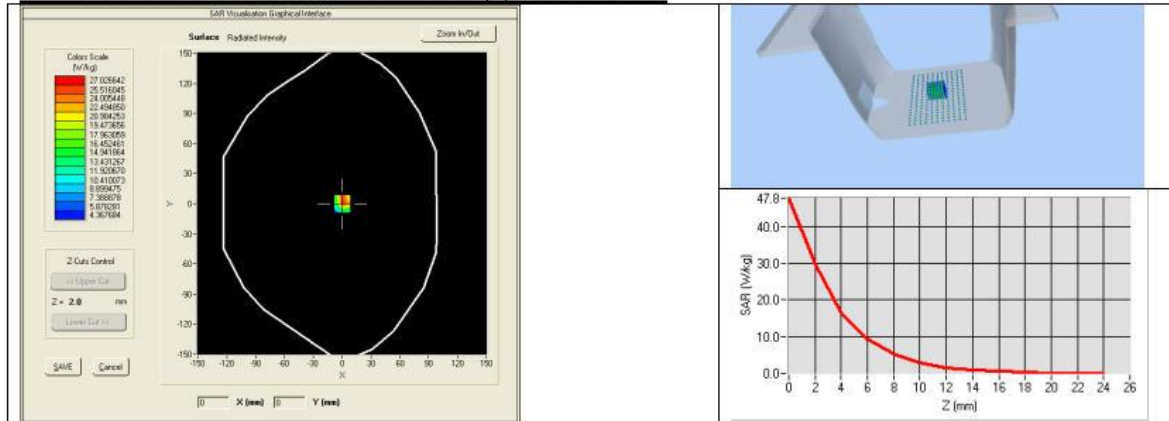 SAR Visualisation Graphical Interface
Surface Radiated Intensity
Zoom In/Out
Colors Scale
(W/kg)
27.026642
25.516045
24.005448
22.494850
20.984253
19.473656
17.963058
16.452461
14.941864
13.431267
11.920670
10.410073
8.899475
7.388878
5.878281
4.367684
Z-Cuts Control
<< Upper Cut
Z = 2.0 mm
Lower Cut >>
SAVE Cancel
150
120
90
60
30
0
-30
-60
-90
-120
-150
Y
-150 -120 -90 -60 -30 0 30 60 90 120 150
X
0 X (mm) 0 Y (mm)
47.8
40.0
30.0
20.0
10.0
0.0
SAR (W/kg)
0 2 4 6 8 10 12 14 16 18 20 22 24 26
Z (mm)